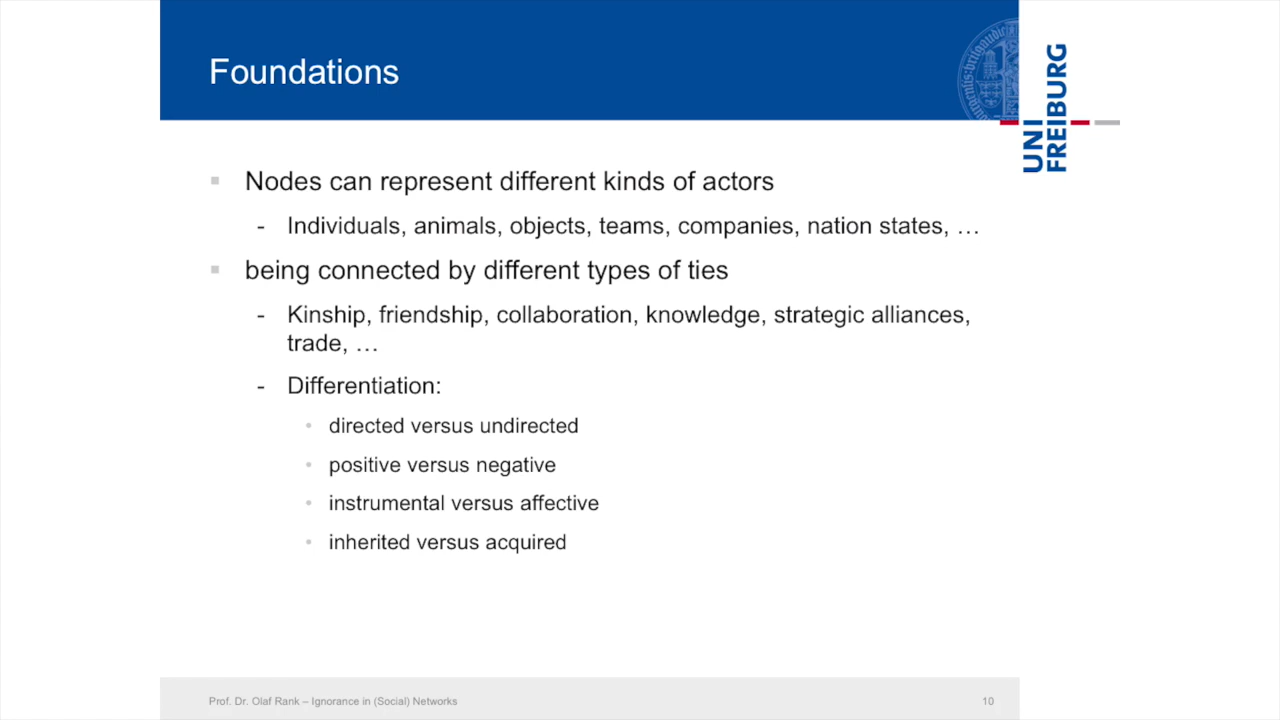 Foundations
UNI
FREIBURG
Nodes can represent different kinds of actors
- Individuals, animals, objects, teams, companies, nation states, …
being connected by different types of ties
- Kinship, friendship, collaboration, knowledge, strategic alliances,
trade, …
- Differentiation:
directed versus undirected
positive versus negative
instrumental versus affective
inherited versus acquired
Prof. Dr. Olaf Rank – Ignorance in (Social) Networks
10